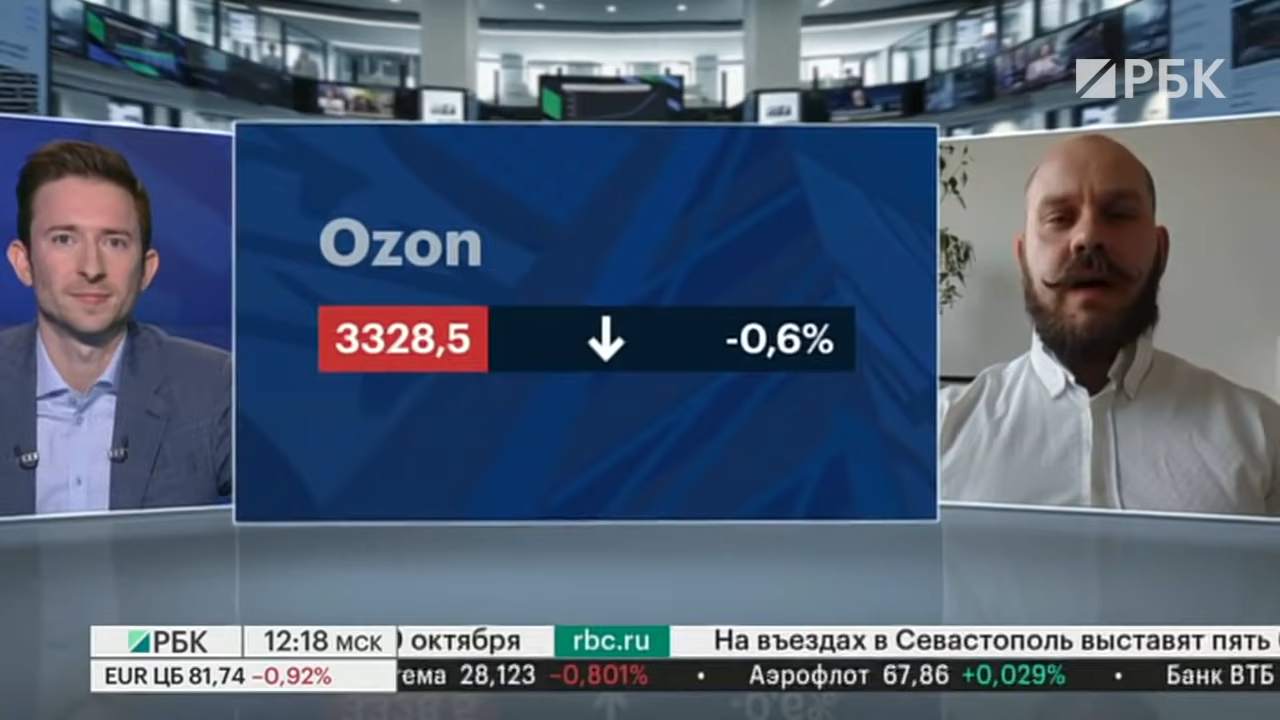 РБК
Ozon
3328,5 -0,6%
РБК 12:18 МСК октября rbc.ru На въездах в Севастополь выставят пять
EUR ЦБ 81,74 -0,92% тема 28,123 -0,801% • Аэрофлот 67,86 +0,029% • Банк ВТБ